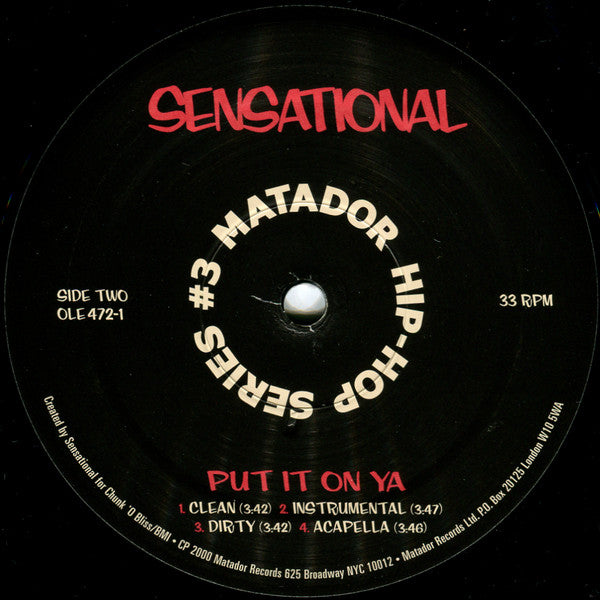 SENSATIONAL
MATADOR HIP-HOP SERIES #3
SIDE TWO
OLE 472-1
33 RPM
PUT IT ON YA
1. CLEAN (3:42) 2. INSTRUMENTAL (3:47)
3. DIRTY (3:42) 4. ACAPELLA (3:46)
Created by Sensational for Chunk 'O Bliss/BMI • CP 2000 Matador Records 625 Broadway NYC 10012 • Matador Records Ltd. P.O. Box 20125 London W10 5WA